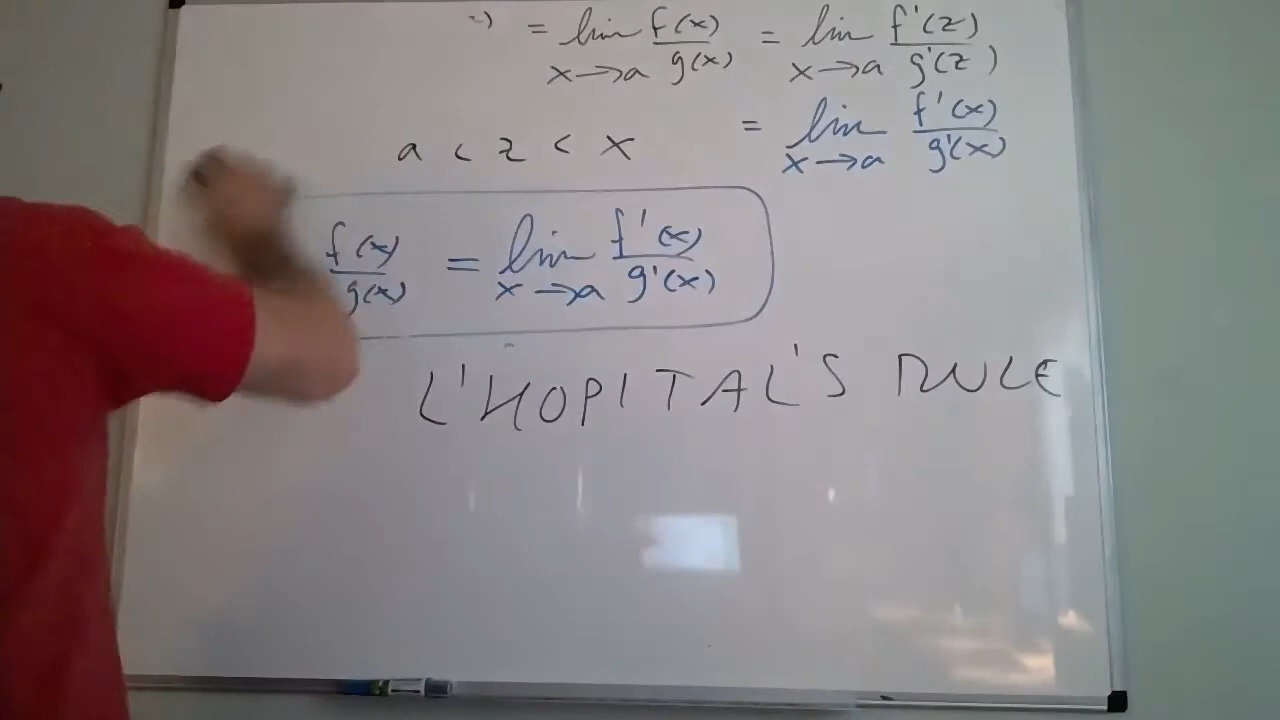 = lim x→a f(x)/g(x) = lim x→a f'(z)/g'(z)
= lim x→a f'(x)/g'(x)
a < z < x
f(x)/g(x) = lim x→a f'(x)/g'(x)
L'HOPITAL'S RULE